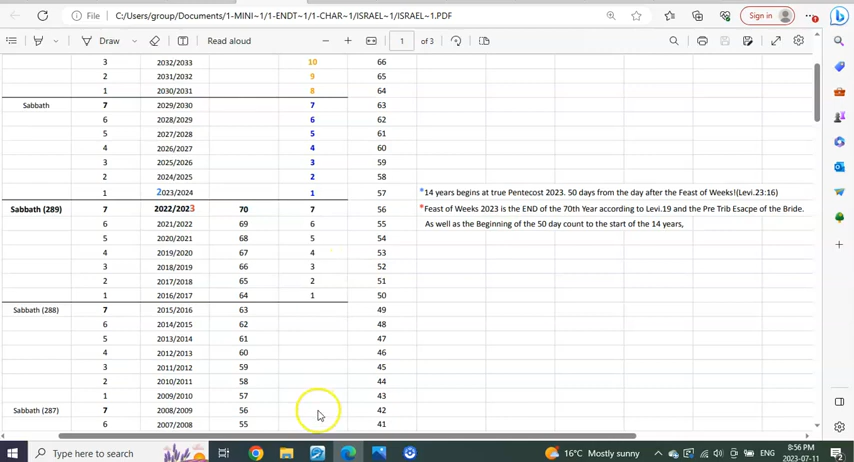 File C:/Users/group/Documents/1-MINI~1/1-ENDT~1/1-CHAR~1/ISRAEL~1/ISRAEL~1.PDF Sign in
Draw Read aloud 1 of 3
3 2032/2033 10 66
2 2031/2032 9 65
1 2030/2031 8 64
Sabbath 7 2029/2030 7 63
6 2028/2029 6 62
5 2027/2028 5 61
4 2026/2027 4 60
3 2025/2026 3 59
2 2024/2025 2 58
1 2023/2024 1 57 *14 years begins at true Pentecost 2023. 50 days from the day after the Feast of Weeks!(Levi.23:16)
Sabbath (289) 7 2022/2023 70 7 56 *Feast of Weeks 2023 is the END of the 70th Year according to Levi.19 and the Pre Trib Esacpe of the Bride.
6 2021/2022 69 6 55 As well as the Beginning of the 50 day count to the start of the 14 years,
5 2020/2021 68 5 54
4 2019/2020 67 4 53
3 2018/2019 66 3 52
2 2017/2018 65 2 51
1 2016/2017 64 1 50
Sabbath (288) 7 2015/2016 63 49
6 2014/2015 62 48
5 2013/2014 61 47
4 2012/2013 60 46
3 2011/2012 59 45
2 2010/2011 58 44
1 2009/2010 57 43
Sabbath (287) 7 2008/2009 56 42
6 2007/2008 55 41
Type here to search 16°C Mostly sunny ENG 8:56 PM
2023-07-11 2